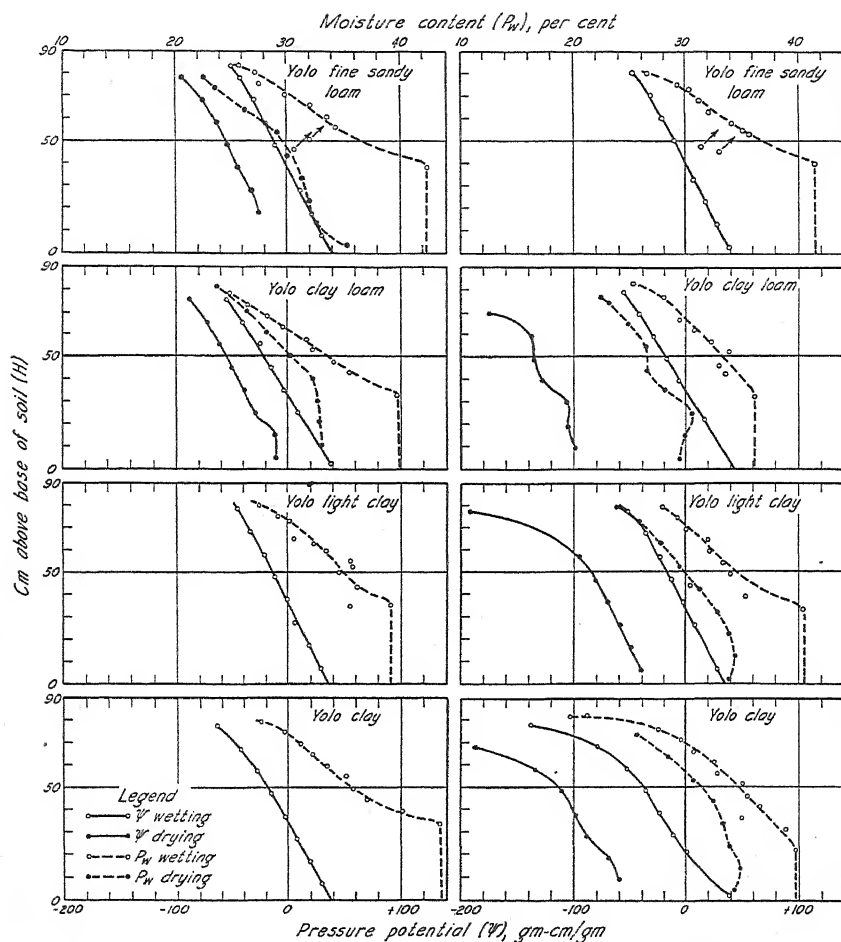 Moisture content (Pw), per cent
10 20 30 40 10 20 30 40
90
Yolo fine sandy loam
Yolo fine sandy loam
50
0
90
Yolo clay loam
Yolo clay loam
50
0
Cm above base of soil (H)
90
Yolo light clay
Yolo light clay
50
0
90
Yolo clay
Yolo clay
50
Legend
Ψ wetting
Ψ drying
Pw wetting
Pw drying
0
-200 -100 0 +100 -200 -100 0 +100
Pressure potential (Ψ), gm-cm/gm